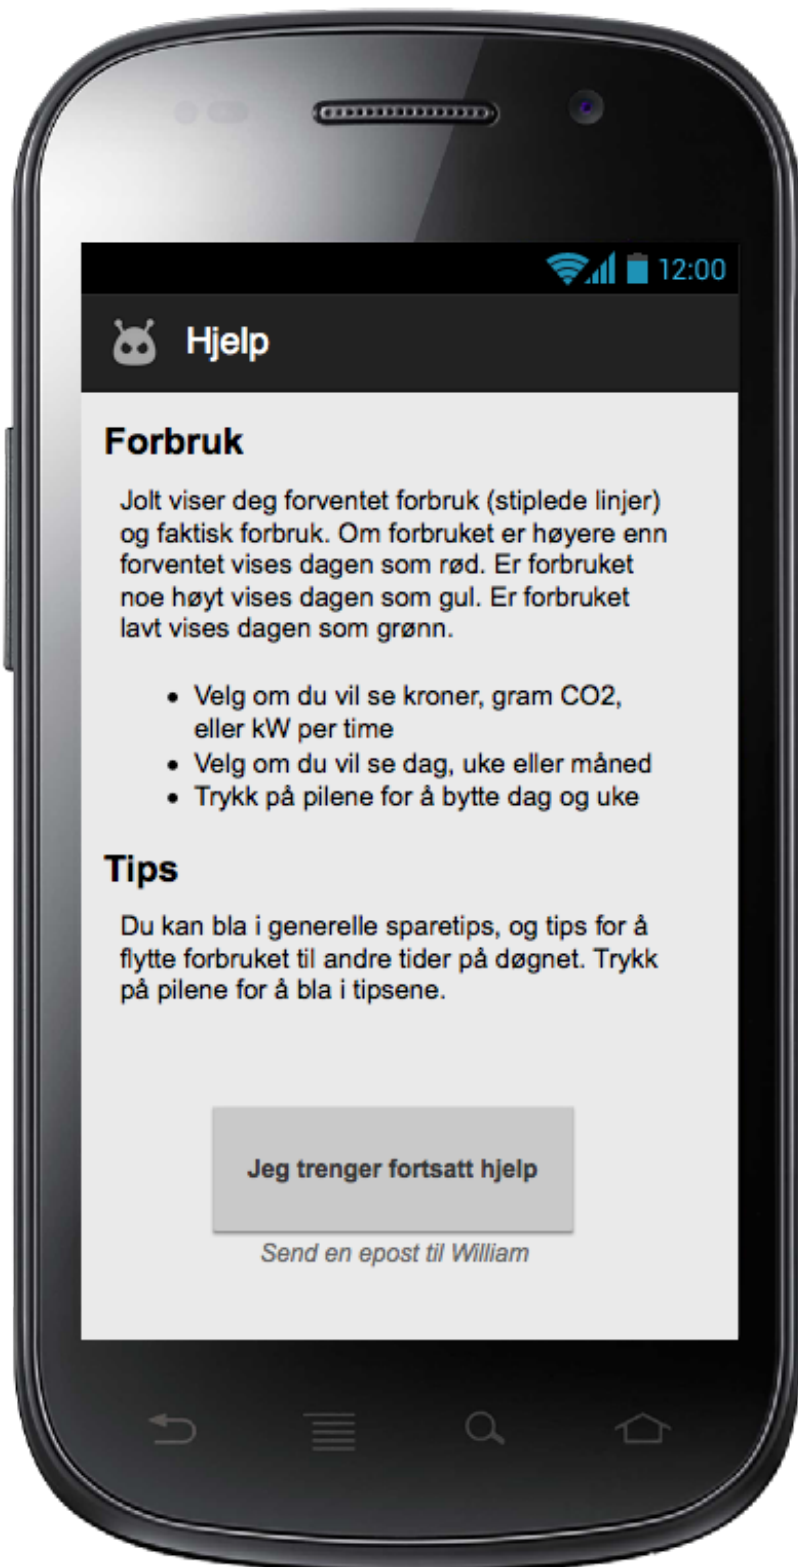 12:00
Hjelp
Forbruk
Jolt viser deg forventet forbruk (stiplede linjer)
og faktisk forbruk. Om forbruket er høyere enn
forventet vises dagen som rød. Er forbruket
noe høyt vises dagen som gul. Er forbruket
lavt vises dagen som grønn.
• Velg om du vil se kroner, gram CO2,
eller kW per time
• Velg om du vil se dag, uke eller måned
• Trykk på pilene for å bytte dag og uke
Tips
Du kan bla i generelle sparetips, og tips for å
flytte forbruket til andre tider på døgnet. Trykk
på pilene for å bla i tipsene.
Jeg trenger fortsatt hjelp
Send en epost til William